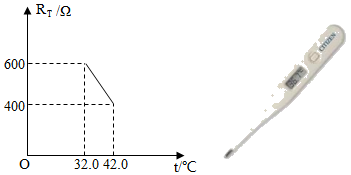 R_T /Ω
600
400
O
32.0 42.0 t/℃
CITIZEN